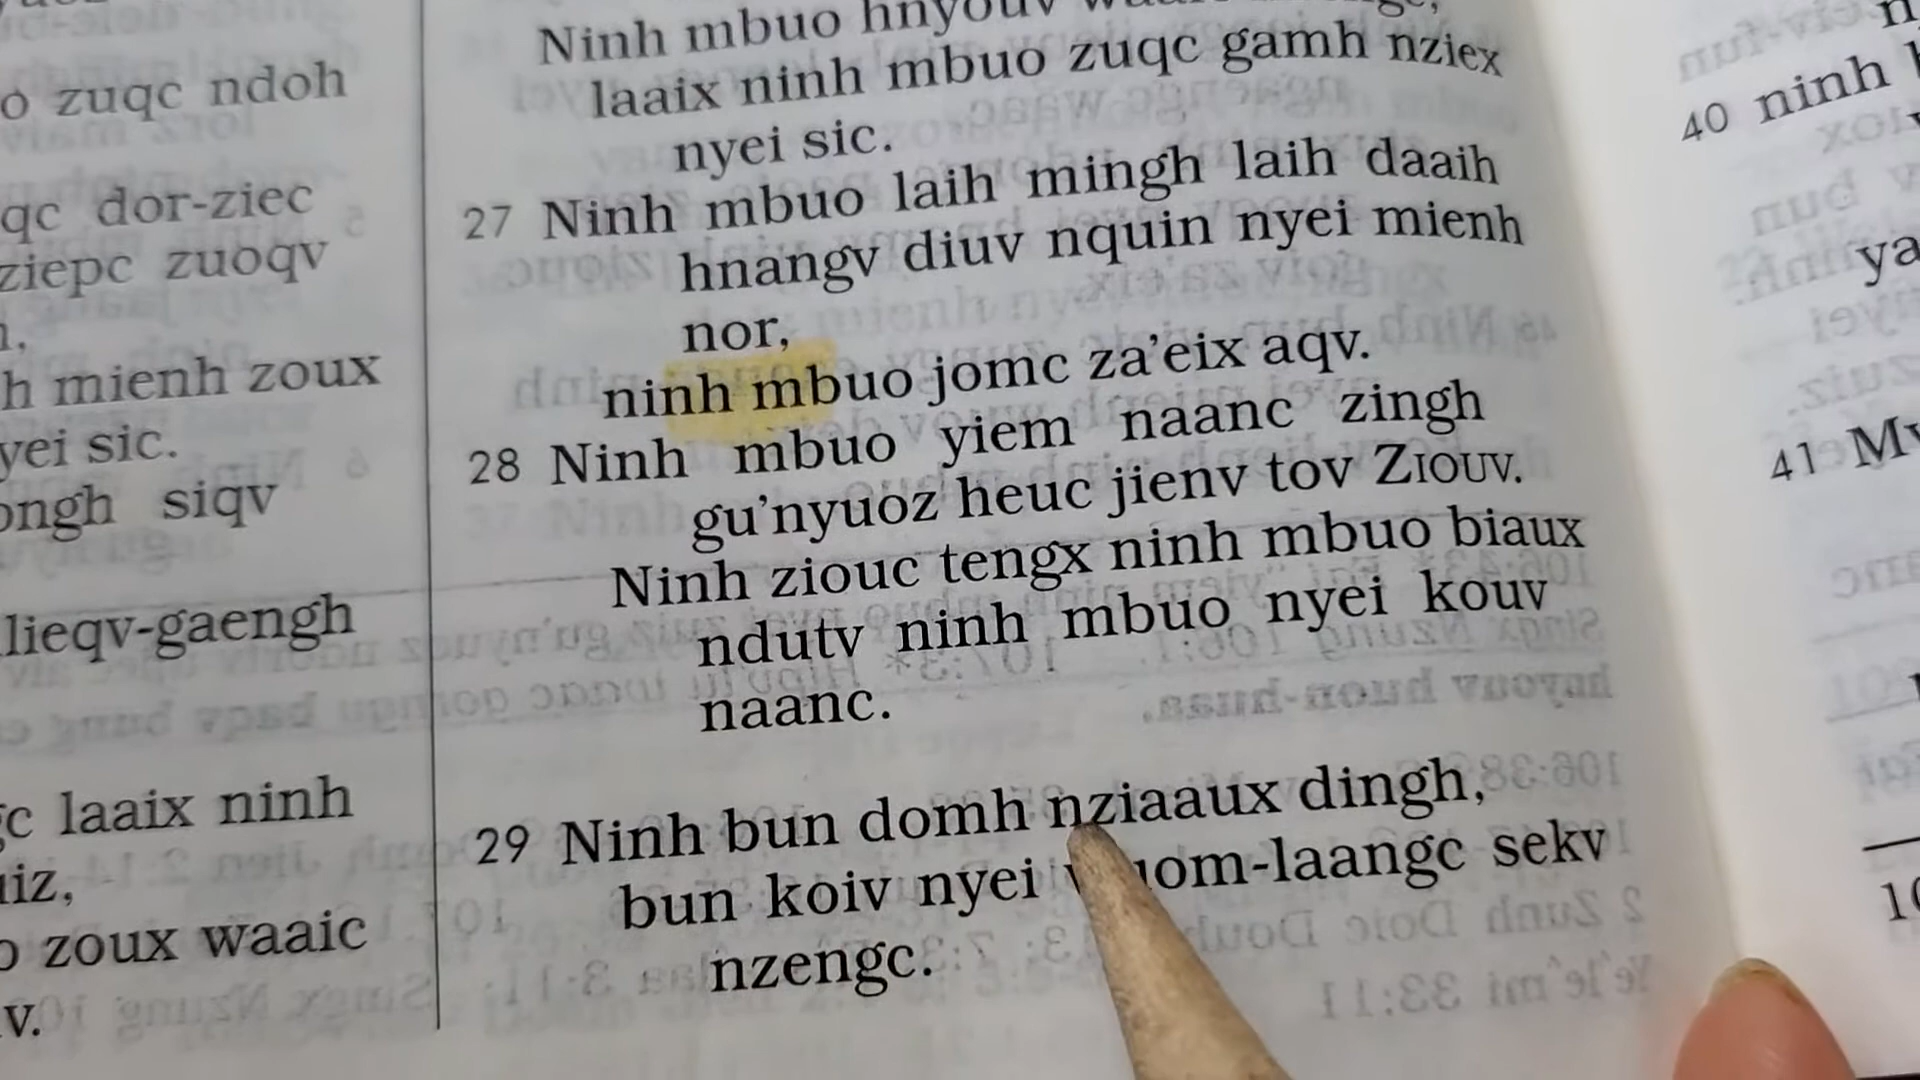 o zuqc ndoh
qc dor-ziec
ziepc zuoqv
h mienh zoux
yei sic.
ongh siqv
lieqv-gaengh
laaix ninh
zoux waaic
Ninh mbuo
laaix ninh mbuo zuqc gamh nziex
nyei sic.
27 Ninh mbuo laih mingh laih daaih
hnangv diuv nquin nyei mienh
nor,
ninh mbuo jomc za'eix aqv.
28 Ninh mbuo yiem naanc zingh
gu'nyuoz heuc jienv tov ZIOUV.
Ninh ziouc tengx ninh mbuo biaux
ndutv ninh mbuo nyei kouv
naanc.
29 Ninh bun domh nziaaux dingh,
bun koiv nyei sekv
nzengc.
40 ninh
ya
41